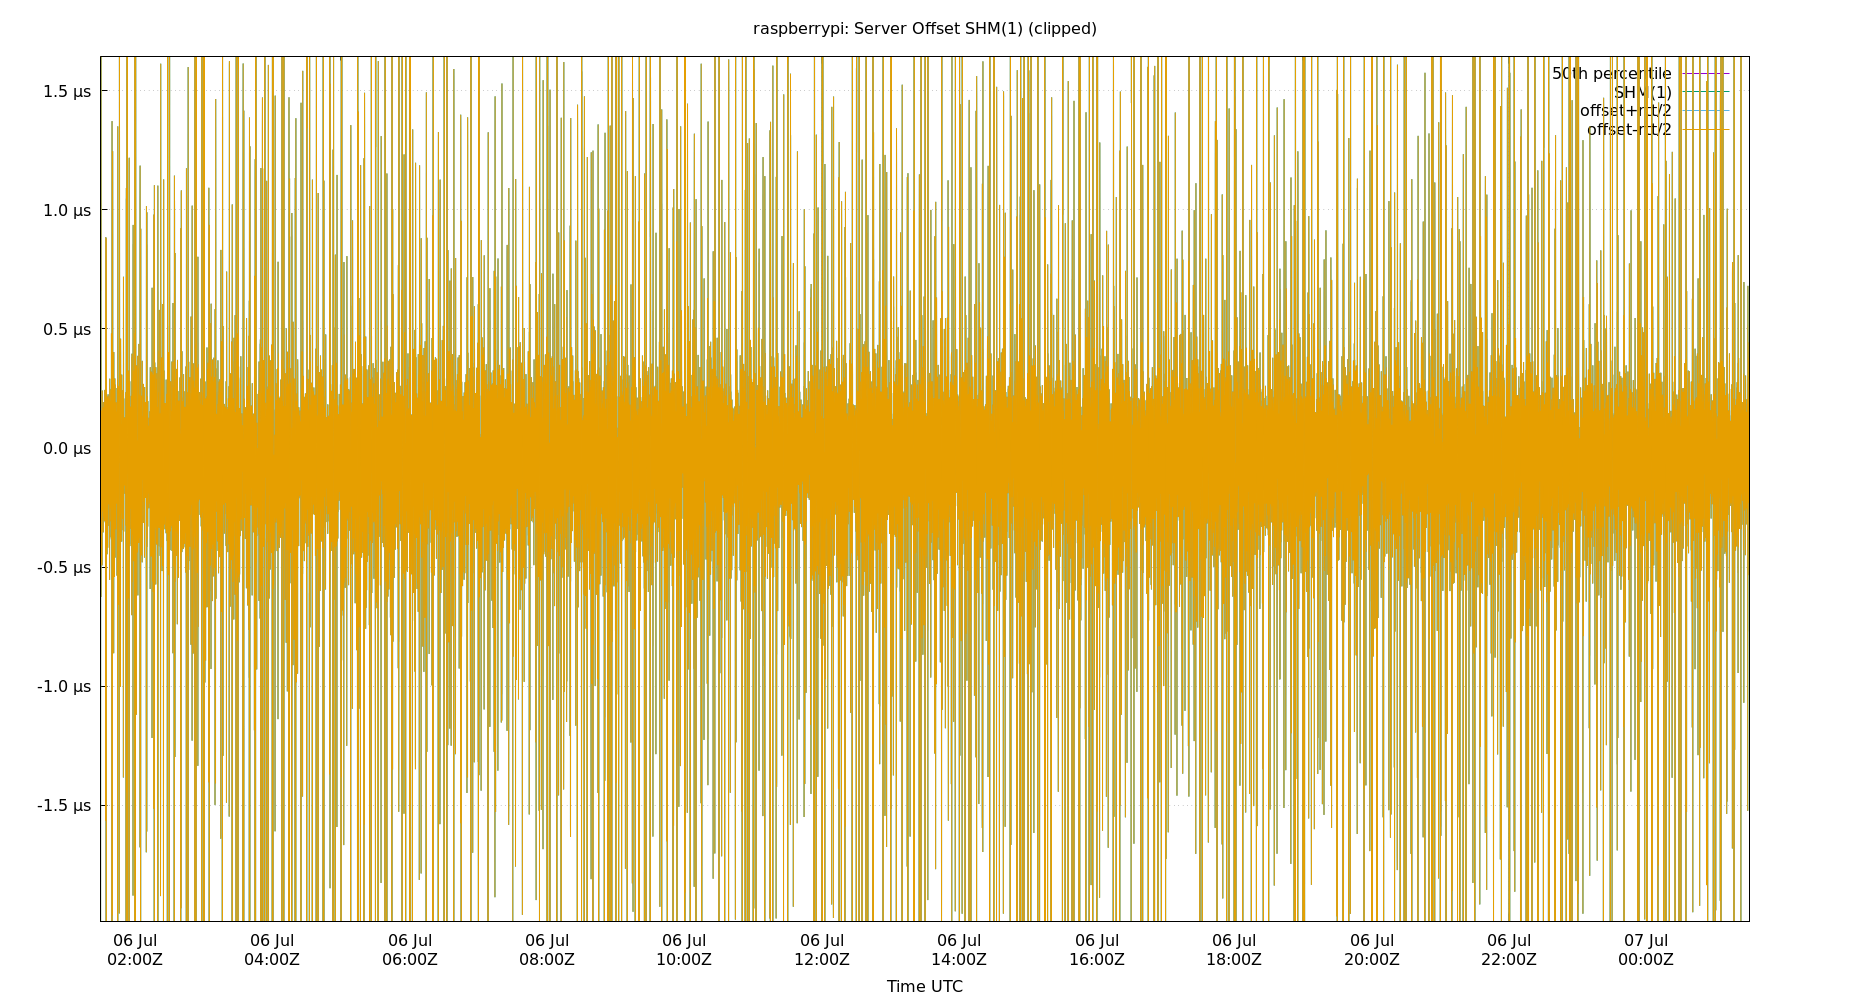 raspberrypi: Server Offset SHM(1) (clipped)
50th percentile
SHM(1)
offset+rtt/2
offset-rtt/2
1.5 µs
1.0 µs
0.5 µs
0.0 µs
-0.5 µs
-1.0 µs
-1.5 µs
06 Jul 06 Jul 06 Jul 06 Jul 06 Jul 06 Jul 06 Jul 06 Jul 06 Jul 06 Jul 06 Jul 07 Jul
02:00Z 04:00Z 06:00Z 08:00Z 10:00Z 12:00Z 14:00Z 16:00Z 18:00Z 20:00Z 22:00Z 00:00Z
Time UTC